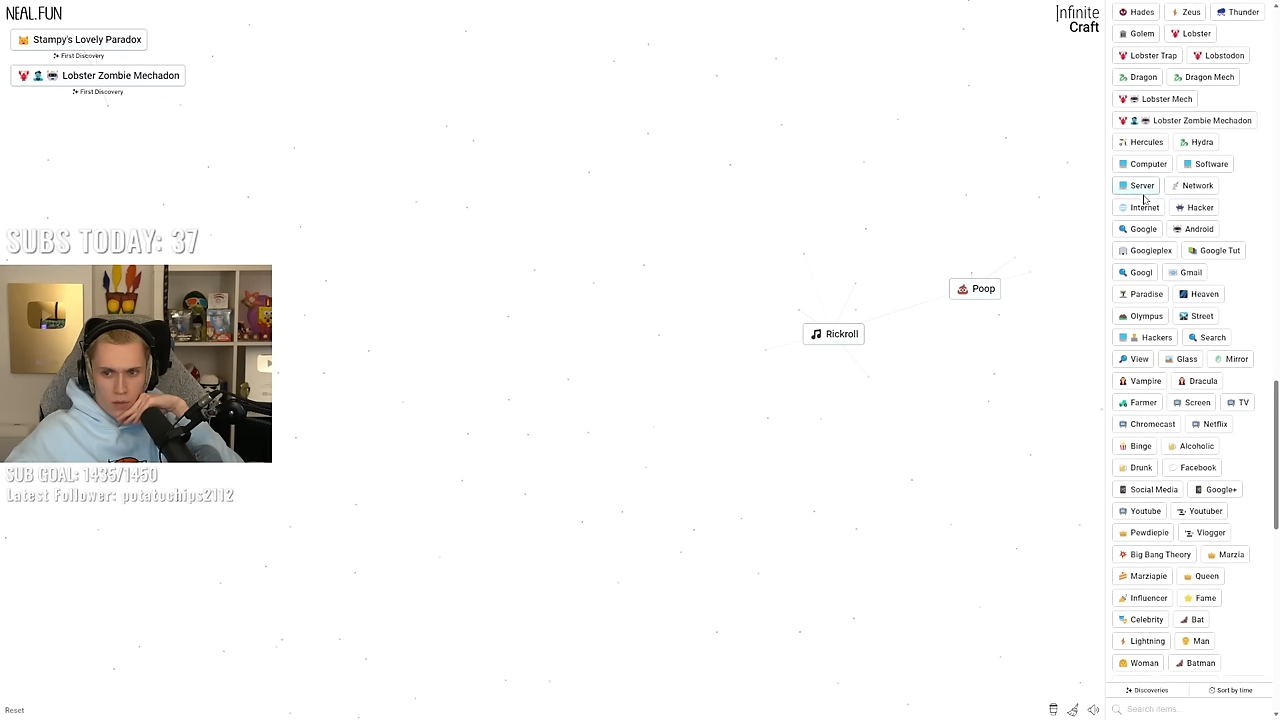 NEAL.FUN
Infinite
Craft
Stampy's Lovely Paradox
First Discovery
Lobster Zombie Mechadon
First Discovery
SUBS TODAY: 37
SUB GOAL: 1435/1450
Latest Follower: potatochips2112
Poop
Rickroll
Reset
Hades Zeus Thunder
Golem Lobster
Lobster Trap Lobstodon
Dragon Dragon Mech
Lobster Mech
Lobster Zombie Mechadon
Hercules Hydra
Computer Software
Server Network
Internet Hacker
Google Android
Googleplex Google Tut
Googl Gmail
Paradise Heaven
Olympus Street
Hackers Search
View Glass Mirror
Vampire Dracula
Farmer Screen TV
Chromecast Netflix
Binge Alcoholic
Drunk Facebook
Social Media Google+
Youtube Youtuber
Pewdiepie Vlogger
Big Bang Theory Marzia
Marziapie Queen
Influencer Fame
Celebrity Bat
Lightning Man
Woman Batman
Discoveries Sort by time
Search items...